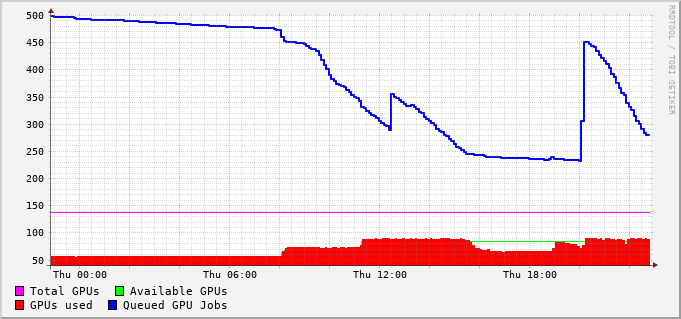 RRDTOOL / TOBI OETIKER
500
450
400
350
300
250
200
150
100
50
Thu 00:00 Thu 06:00 Thu 12:00 Thu 18:00
Total GPUs Available GPUs
GPUs used Queued GPU Jobs